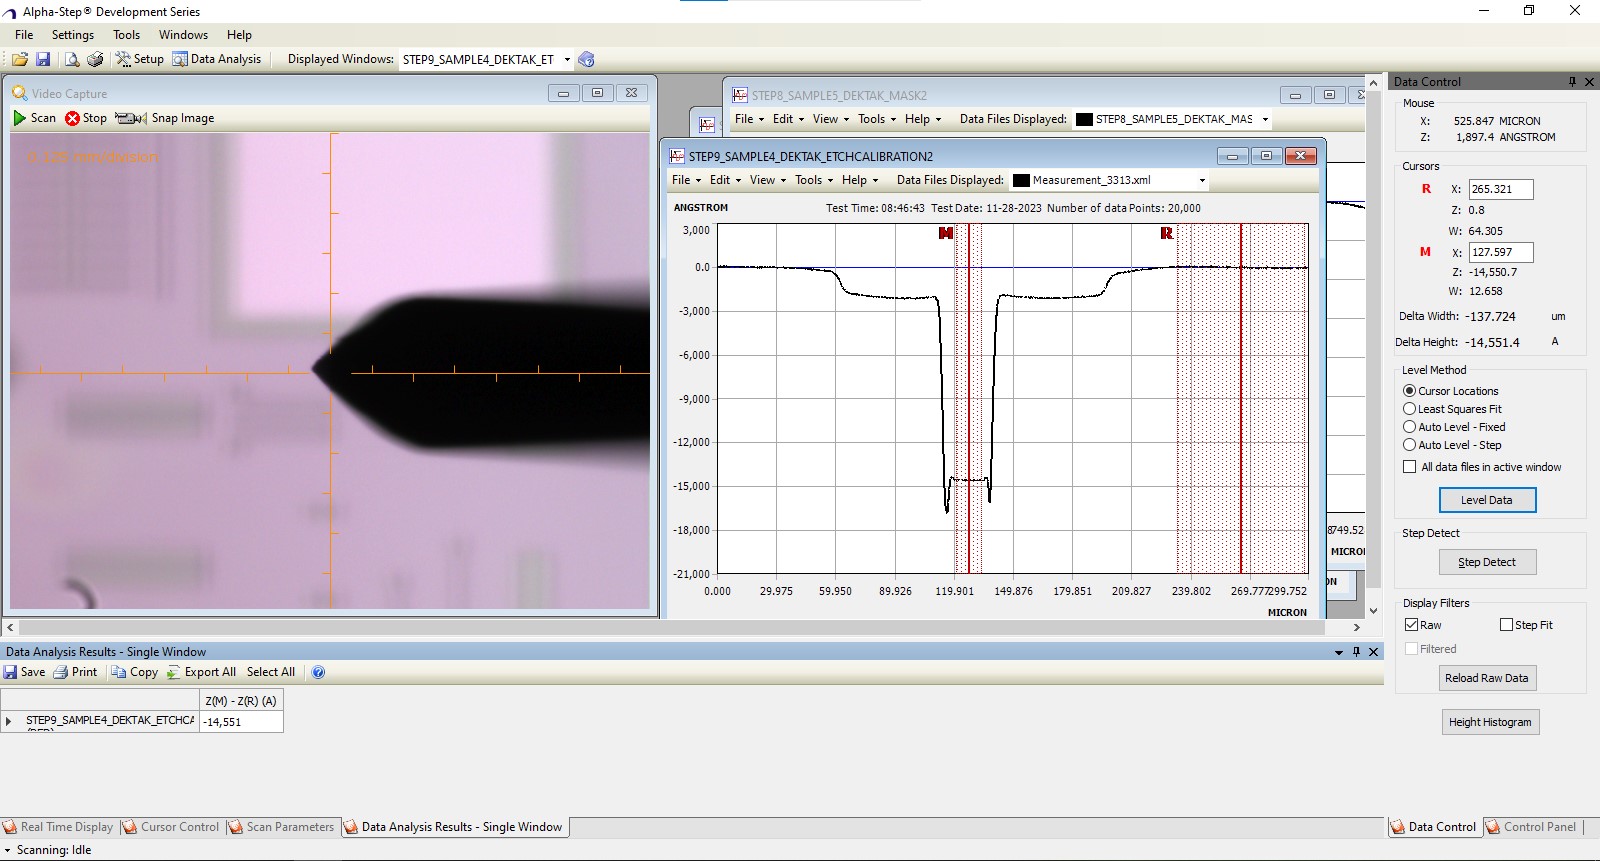 Alpha-Step® Development Series
File Settings Tools Windows Help
Setup Data Analysis Displayed Windows: STEP9_SAMPLE4_DEKTAK_ET
Video Capture
Scan Stop Snap Image
STEP8_SAMPLE5_DEKTAK_MASK2
File Edit View Tools Help Data Files Displayed: STEP8_SAMPLE5_DEKTAK_MAS
STEP9_SAMPLE4_DEKTAK_ETCHCALIBRATION2
File Edit View Tools Help Data Files Displayed: Measurement_3313.xml
ANGSTROM Test Time: 08:46:43 Test Date: 11-28-2023 Number of data Points: 20,000
M R
3,000
0.0
-3,000
-6,000
-9,000
-12,000
-15,000
-18,000
-21,000
0.000 29.975 59.950 89.926 119.901 149.876 179.851 209.827 239.802 269.777 299.752
MICRON
749.52
MICRO
ON
Data Control
Mouse
X: 525.847 MICRON
Z: 1,897.4 ANGSTROM
Cursors
R X: 265.321
Z: 0.8
W: 64.305
M X: 127.597
Z: -14,550.7
W: 12.658
Delta Width: -137.724 um
Delta Height: -14,551.4 A
Level Method
Cursor Locations
Least Squares Fit
Auto Level - Fixed
Auto Level - Step
All data files in active window
Level Data
Step Detect
Step Detect
Display Filters
Raw Step Fit
Filtered
Reload Raw Data
Height Histogram
Data Analysis Results - Single Window
Save Print Copy Export All Select All
Z(M) - Z(R) (A)
STEP9_SAMPLE4_DEKTAK_ETCHCA -14,551
Real Time Display Cursor Control Scan Parameters Data Analysis Results - Single Window
Data Control Control Panel
Scanning: Idle